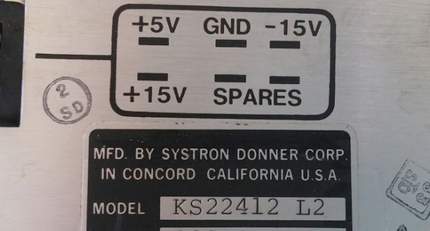 +5V GND -15V
+15V SPARES
2
SD
MFD. BY SYSTRON DONNER CORP.
IN CONCORD CALIFORNIA U.S.A.
MODEL KS22412 L2